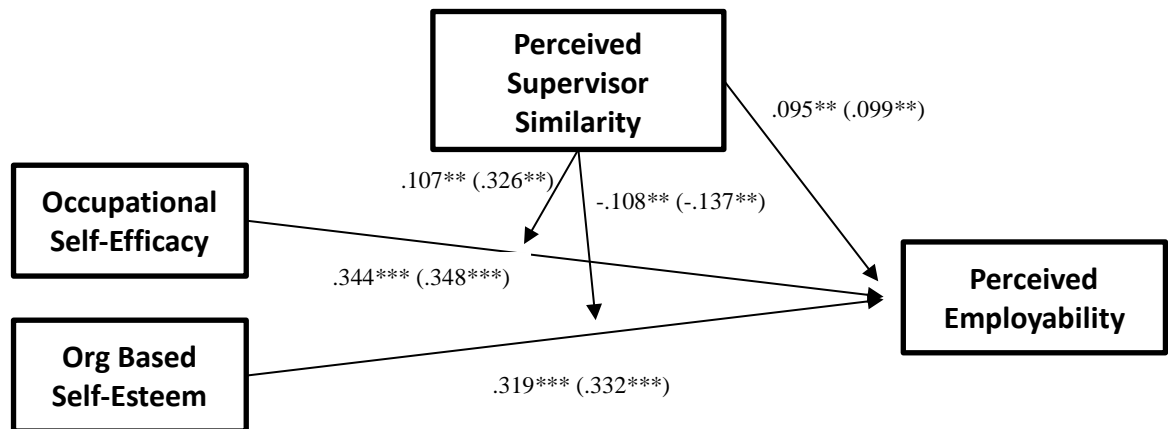 Perceived
Supervisor
Similarity
.095** (.099**)
.107** (.326**)
-.108** (-.137**)
Occupational
Self-Efficacy
.344*** (.348***)
Perceived
Employability
Org Based
Self-Esteem
.319*** (.332***)